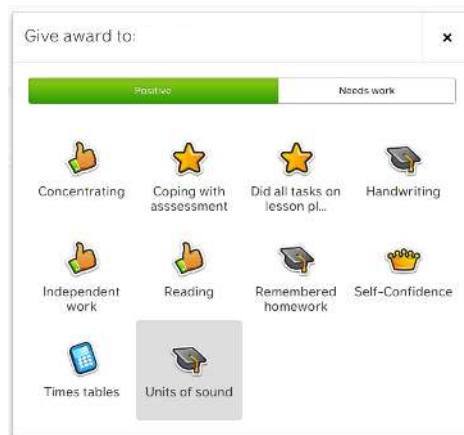 Give award to:
×
Positive
Needs work
Concentrating
Coping with
asssessment
Did all tasks on
lesson pl...
Handwriting
Independent
work
Reading
Remembered
homework
Self-Confidence
Times tables
Units of sound